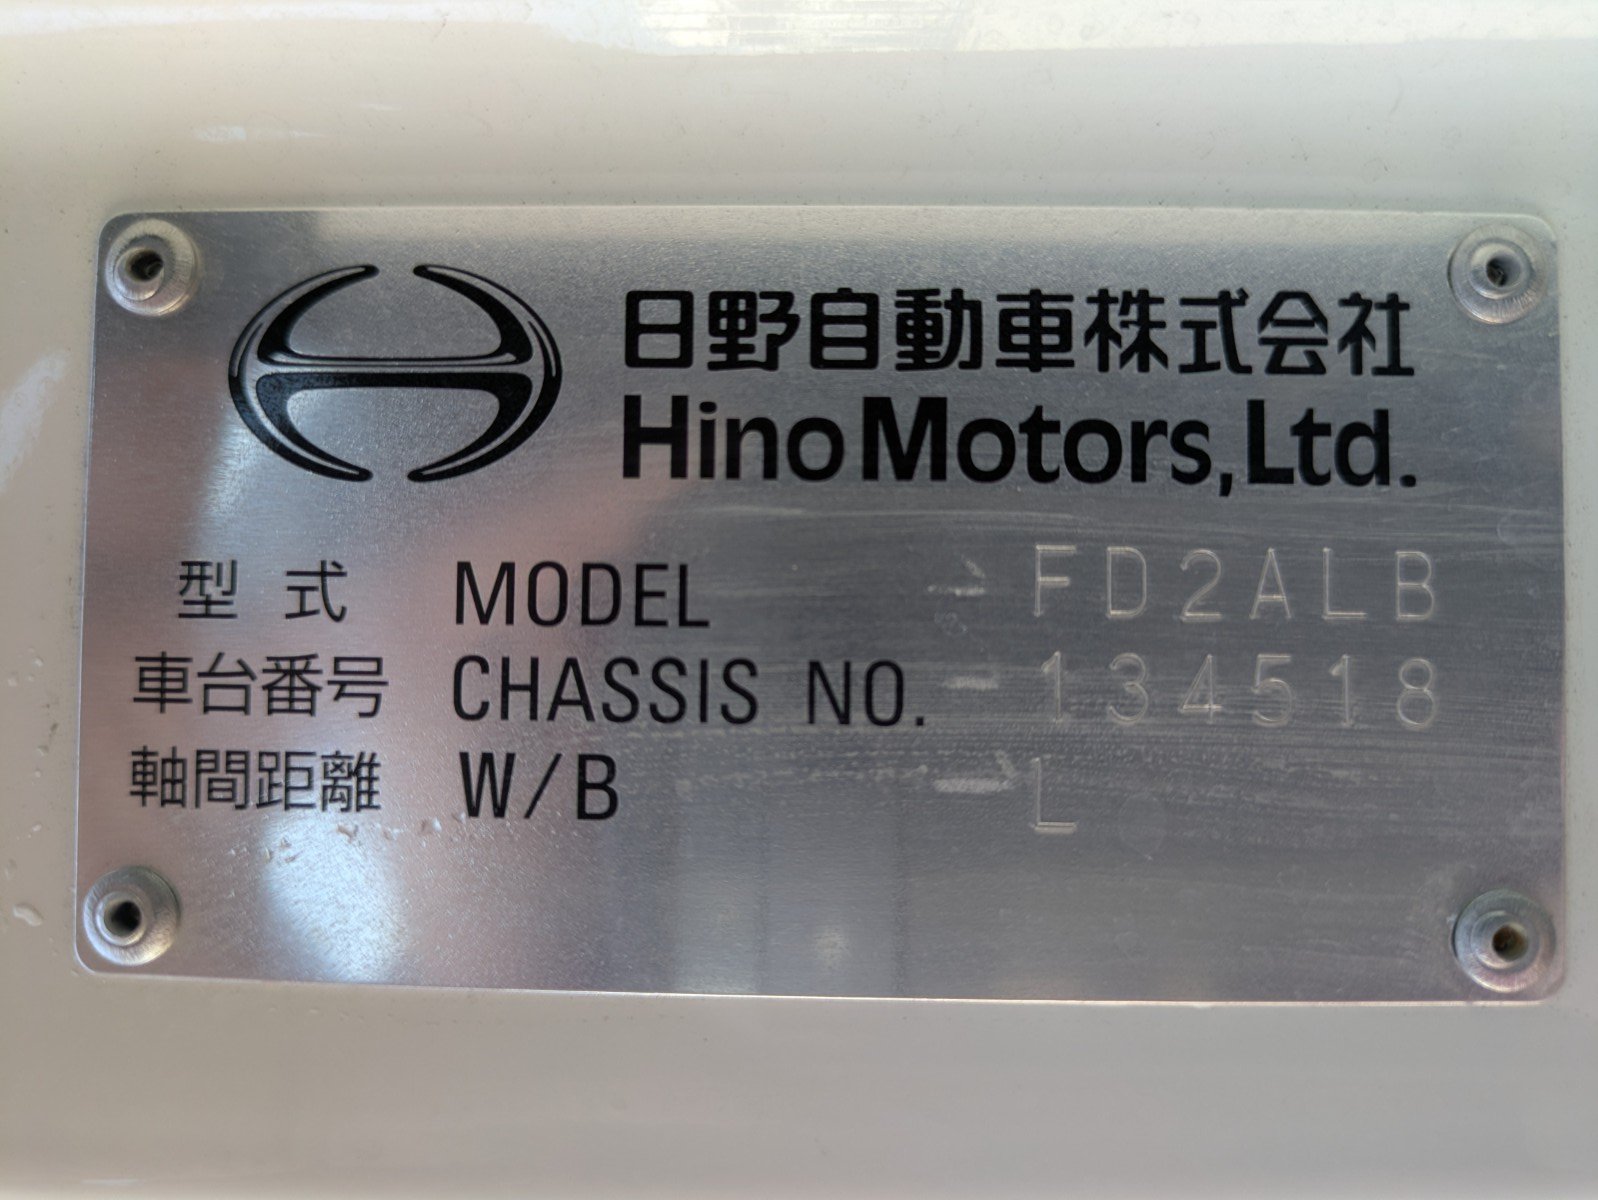 日野自動車株式会社
Hino Motors, Ltd.
型式 MODEL FD2ALB
車台番号 CHASSIS NO. 134518
軸間距離 W/B L